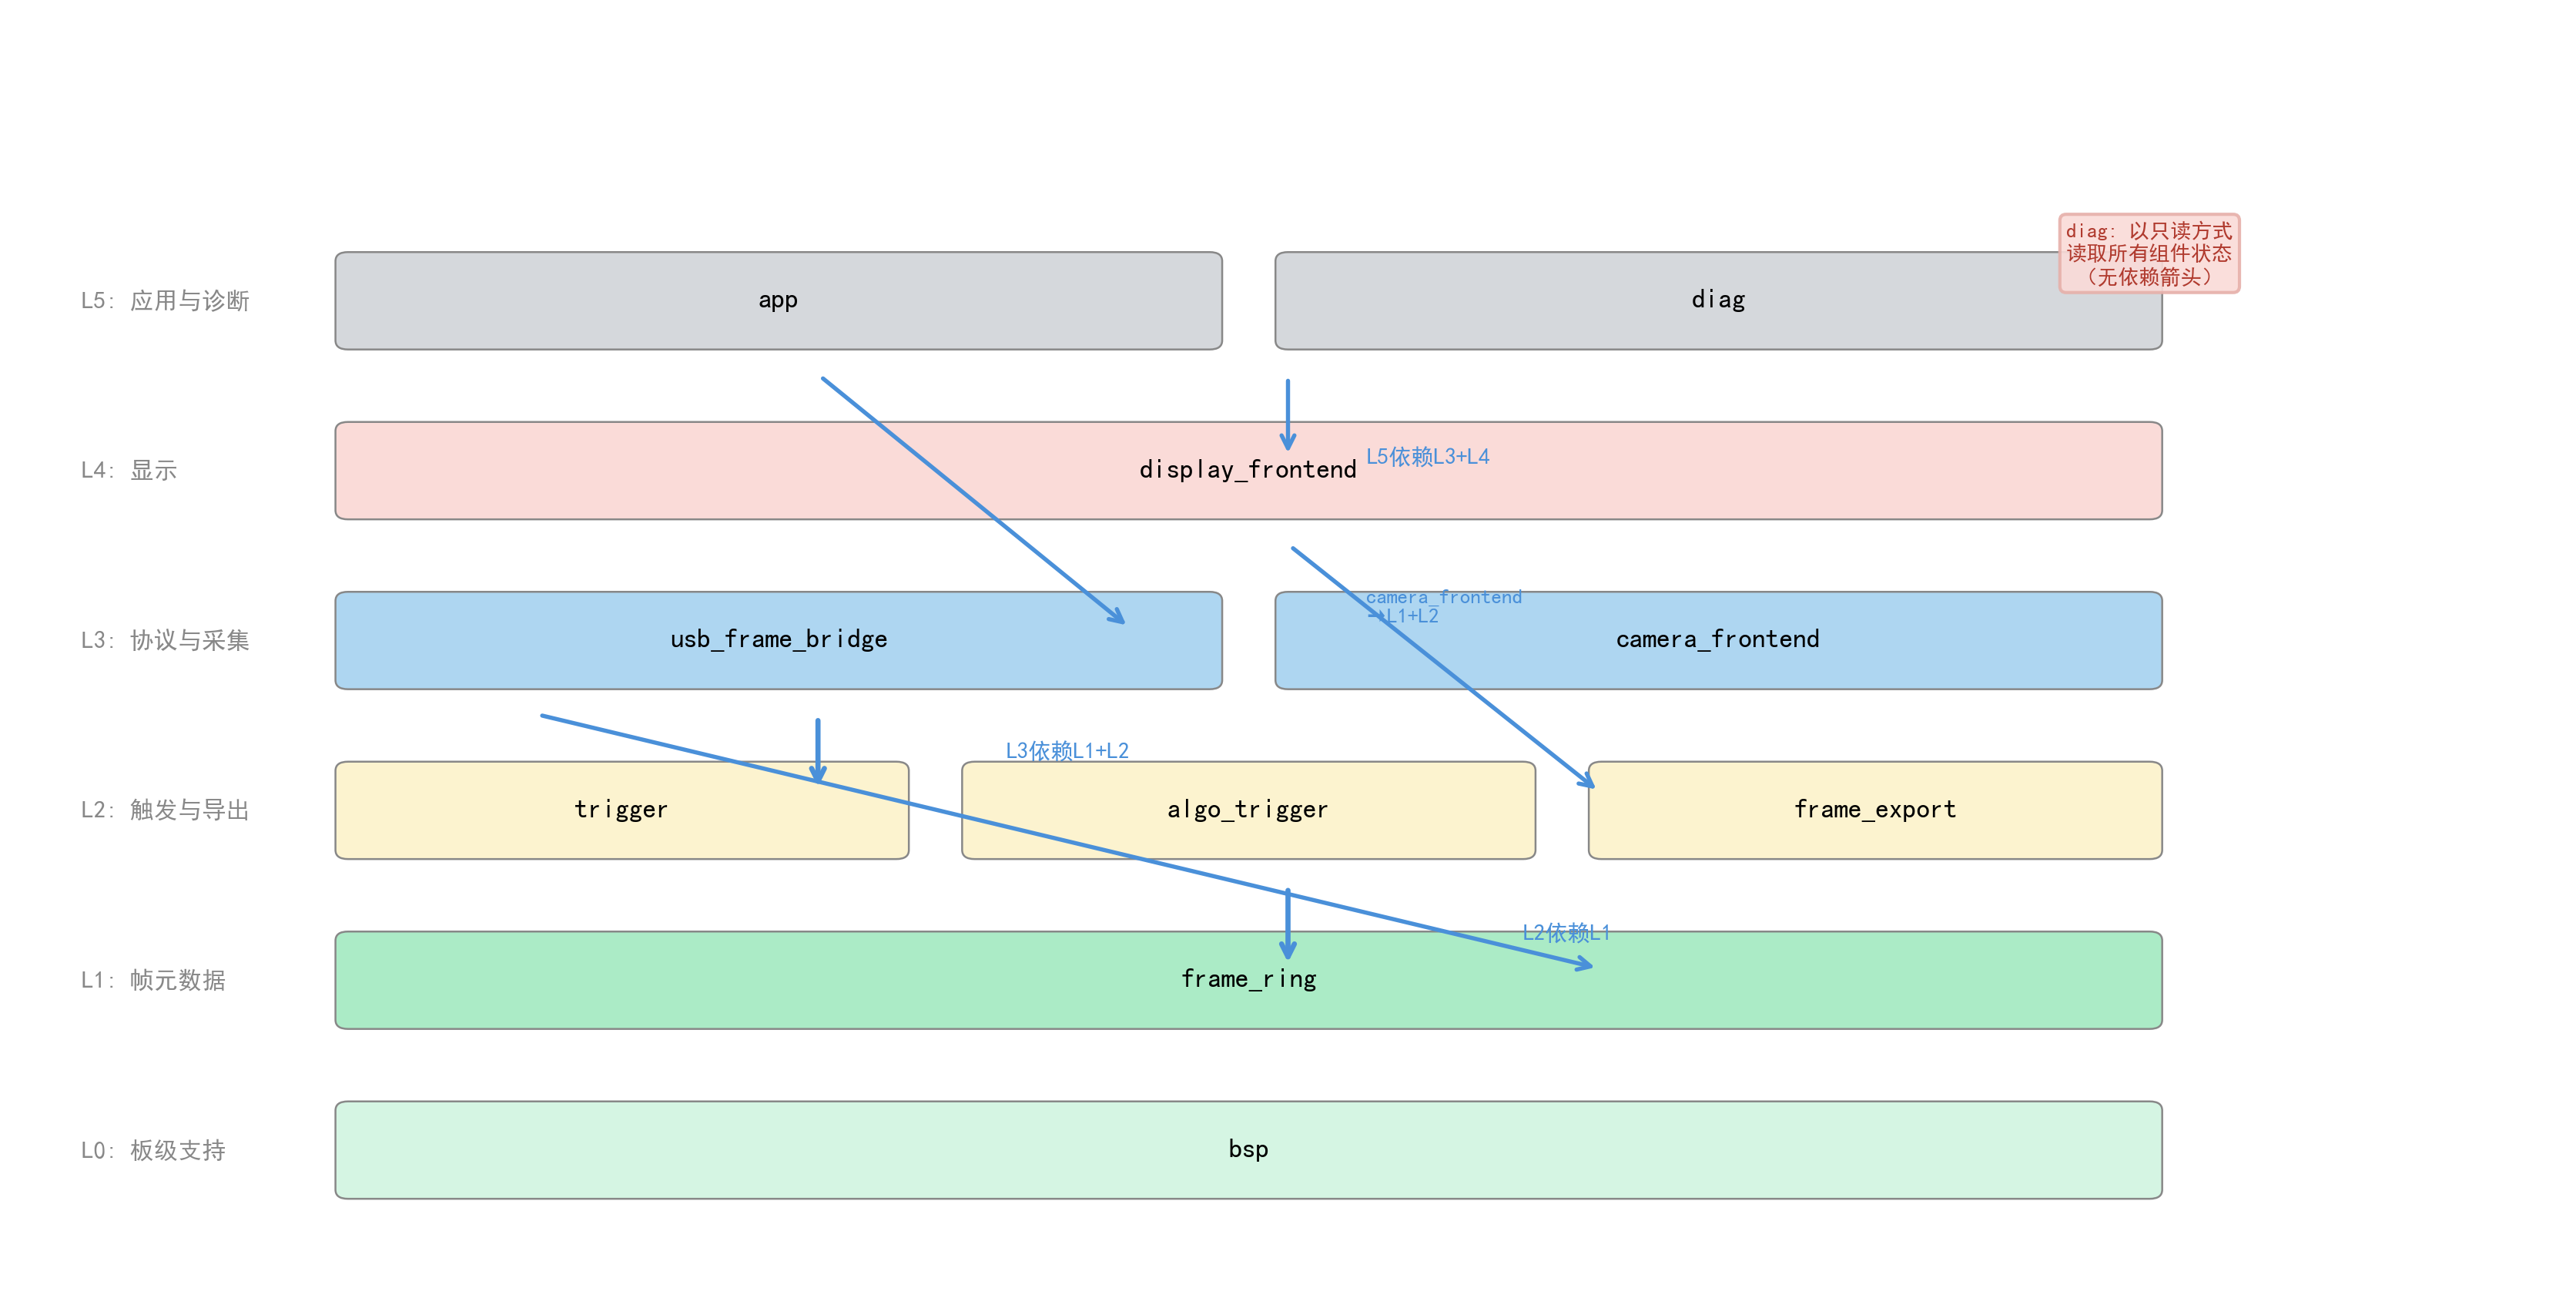 diag: 以只读方式
读取所有组件状态
（无依赖箭头）
L5: 应用与诊断
app
diag
L4: 显示
display_frontend
L5依赖L3+L4
camera_frontend
→L1+L2
L3: 协议与采集
usb_frame_bridge
camera_frontend
L3依赖L1+L2
L2: 触发与导出
trigger
algo_trigger
frame_export
L2依赖L1
L1: 帧元数据
frame_ring
L0: 板级支持
bsp